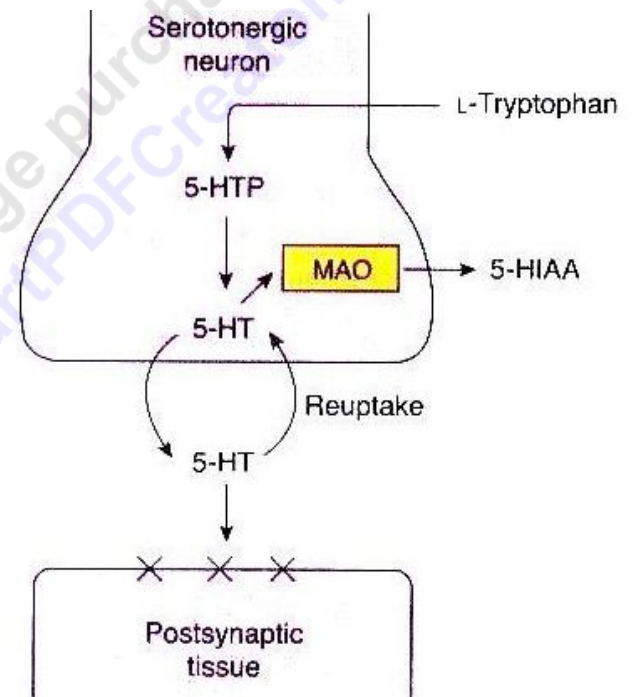 Serotonergic
neuron
L-Tryptophan
5-HTP
MAO
5-HIAA
5-HT
Reuptake
5-HT
Postsynaptic
tissue